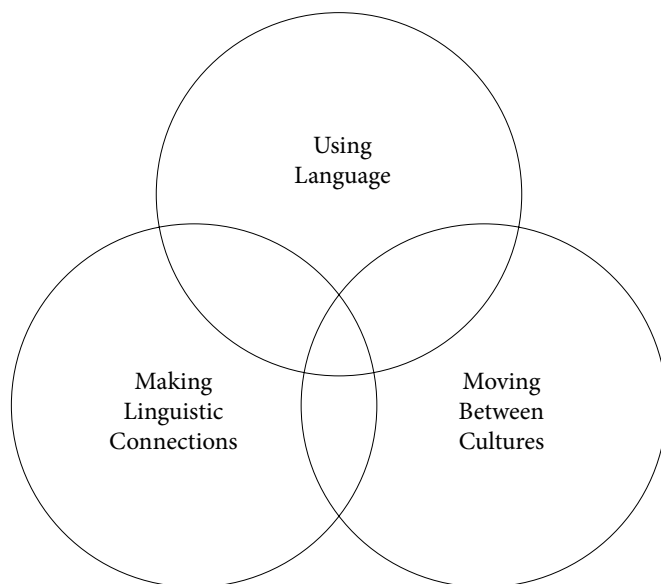 Using
Language
Making
Linguistic
Connections
Moving
Between
Cultures